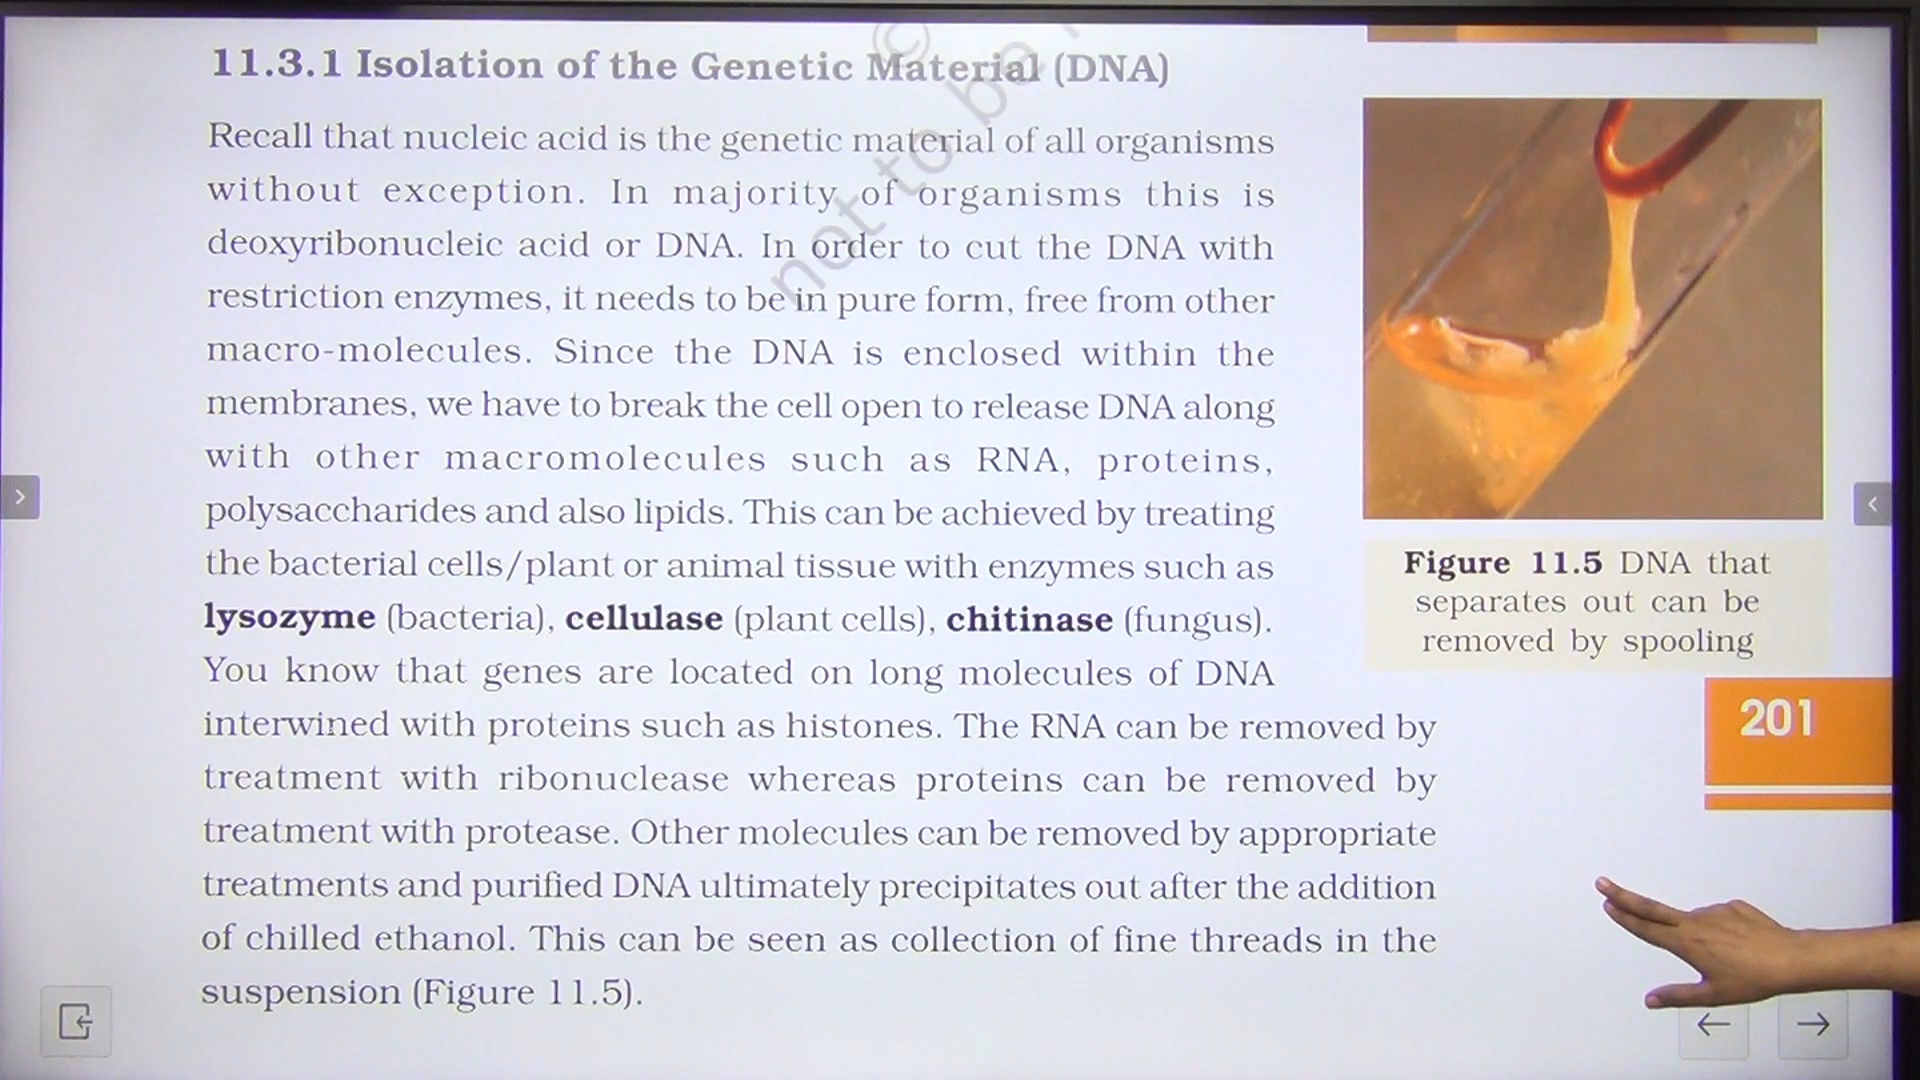 11.3.1 Isolation of the Genetic Material (DNA)
Recall that nucleic acid is the genetic material of all organisms
without exception. In majority of organisms this is
deoxyribonucleic acid or DNA. In order to cut the DNA with
restriction enzymes, it needs to be in pure form, free from other
macro-molecules. Since the DNA is enclosed within the
membranes, we have to break the cell open to release DNA along
with other macromolecules such as RNA, proteins,
polysaccharides and also lipids. This can be achieved by treating
the bacterial cells/plant or animal tissue with enzymes such as
lysozyme (bacteria), cellulase (plant cells), chitinase (fungus).
You know that genes are located on long molecules of DNA
interwined with proteins such as histones. The RNA can be removed by
treatment with ribonuclease whereas proteins can be removed by
treatment with protease. Other molecules can be removed by appropriate
treatments and purified DNA ultimately precipitates out after the addition
of chilled ethanol. This can be seen as collection of fine threads in the
suspension (Figure 11.5).
Figure 11.5 DNA that
separates out can be
removed by spooling
201
©
not to be